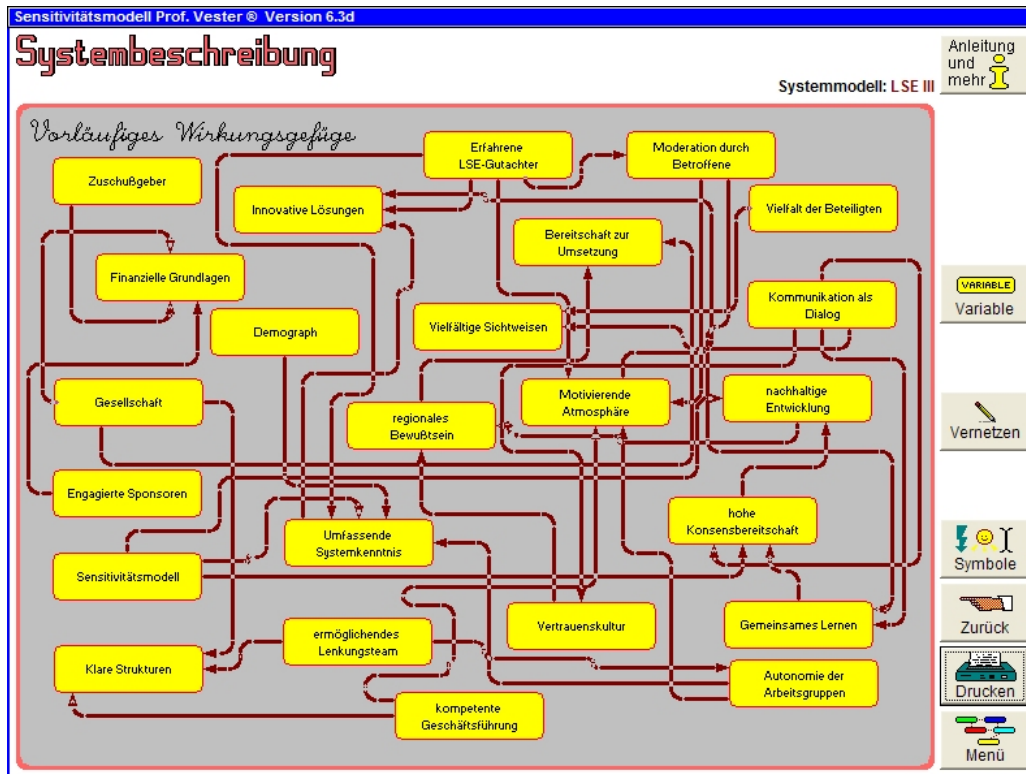 Sensitivitätsmodell Prof. Vester ® Version 6.3d
Systembeschreibung
Anleitung
und
mehr
Systemmodell: LSE III
Vorläufiges Wirkungsgefüge
Erfahrene
LSE-Gutachter
Moderation durch
Betroffene
Zuschußgeber
Innovative Lösungen
Vielfalt der Beteiligten
Bereitschaft zur
Umsetzung
Finanzielle Grundlagen
VARIABLE
Variable
Kommunikation als
Dialog
Demograph
Vielfältige Sichtweisen
Gesellschaft
Motivierende
Atmosphäre
nachhaltige
Entwicklung
regionales
Bewußtsein
Vernetzen
Engagierte Sponsoren
hohe
Konsensbereitschaft
Umfassende
Systemkenntnis
Symbole
Sensitivitätsmodell
Vertrauenskultur
Gemeinsames Lernen
Zurück
ermöglichendes
Lenkungsteam
Klare Strukturen
Autonomie der
Arbeitsgruppen
Drucken
kompetente
Geschäftsführung
Menü